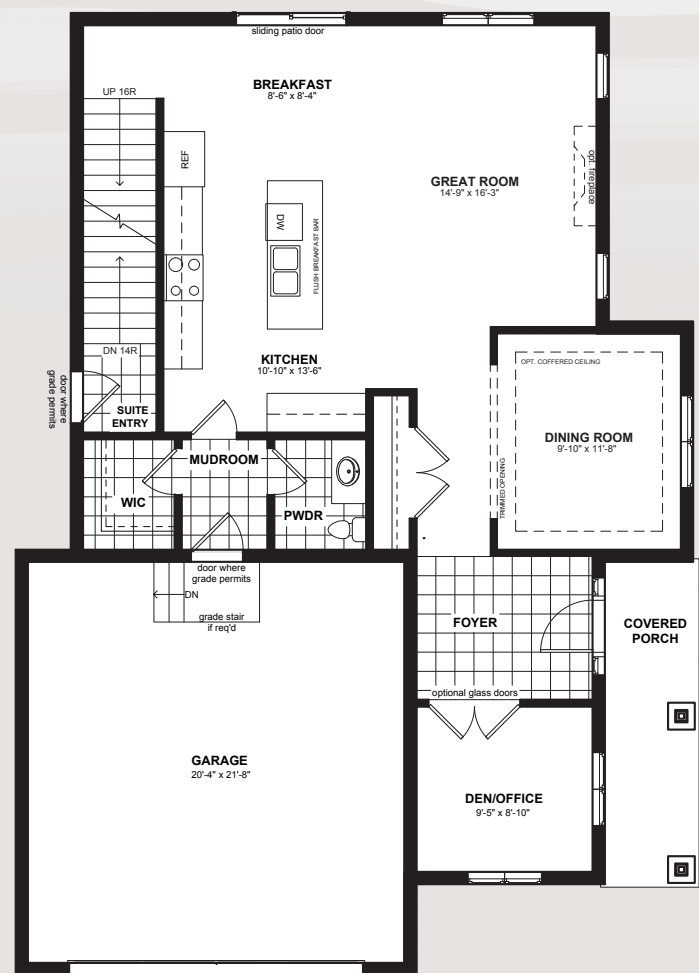 sliding patio door
BREAKFAST
8'-6" x 8'-4"
UP 16R
REF
GREAT ROOM
14'-9" x 16'-3"
opt. fireplace
DW
FLUSH BREAKFAST BAR
KITCHEN
10'-10" x 13'-6"
DN 14R
door where
grade permits
SUITE
ENTRY
OPT. COFFERED CEILING
DINING ROOM
9'-10" x 11'-8"
TRIMMED OPENING
MUDROOM
WIC
PWDR
door where
grade permits
DN
grade stair
if req'd
FOYER
COVERED
PORCH
optional glass doors
GARAGE
20'-4" x 21'-8"
DEN/OFFICE
9'-5" x 8'-10"